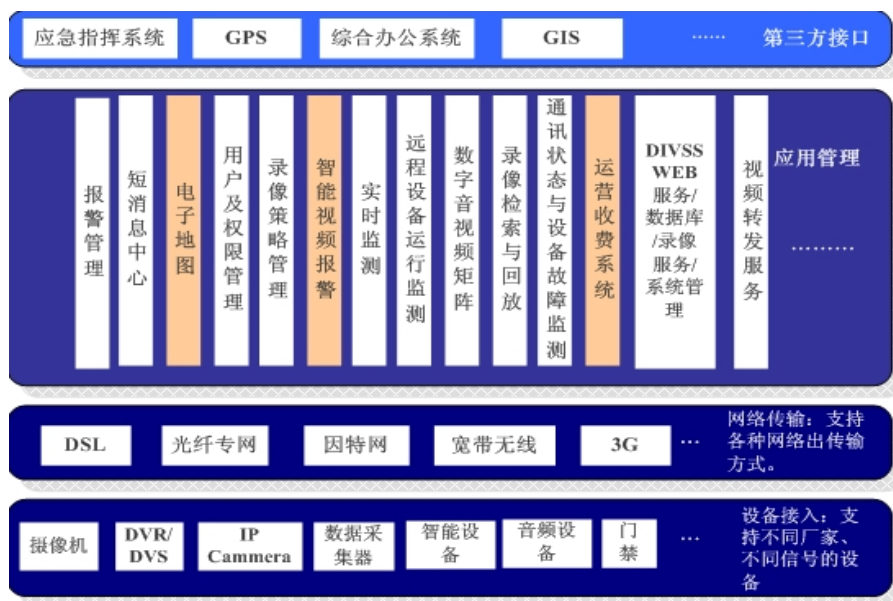 应急指挥系统
GPS
综合办公系统
GIS
……
第三方接口
报警管理
短消息中心
电子地图
用户及权限管理
录像策略管理
智能视频报警
实时监测
远程设备运行监测
数字音视频矩阵
录像检索与回放
通讯状态与设备故障监测
运营收费系统
DIVSS
WEB
服务/
数据库
/录像
服务/
系统管
理
视频转发服务
应用管理
………
DSL
光纤专网
因特网
宽带无线
3G
…
网络传输：支持
各种网络出传输
方式。
摄像机
DVR/
DVS
IP
Cammera
数据采
集器
智能设
备
音频设
备
门
禁
…
设备接入：支
持不同厂家、
不同信号的设
备